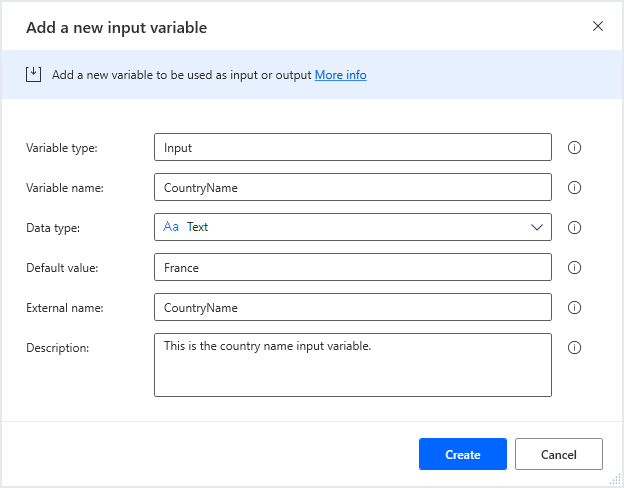 Add a new input variable
Add a new variable to be used as input or output More info
Variable type: Input
Variable name: CountryName
Data type: Aa Text
Default value: France
External name: CountryName
Description: This is the country name input variable.
Create Cancel